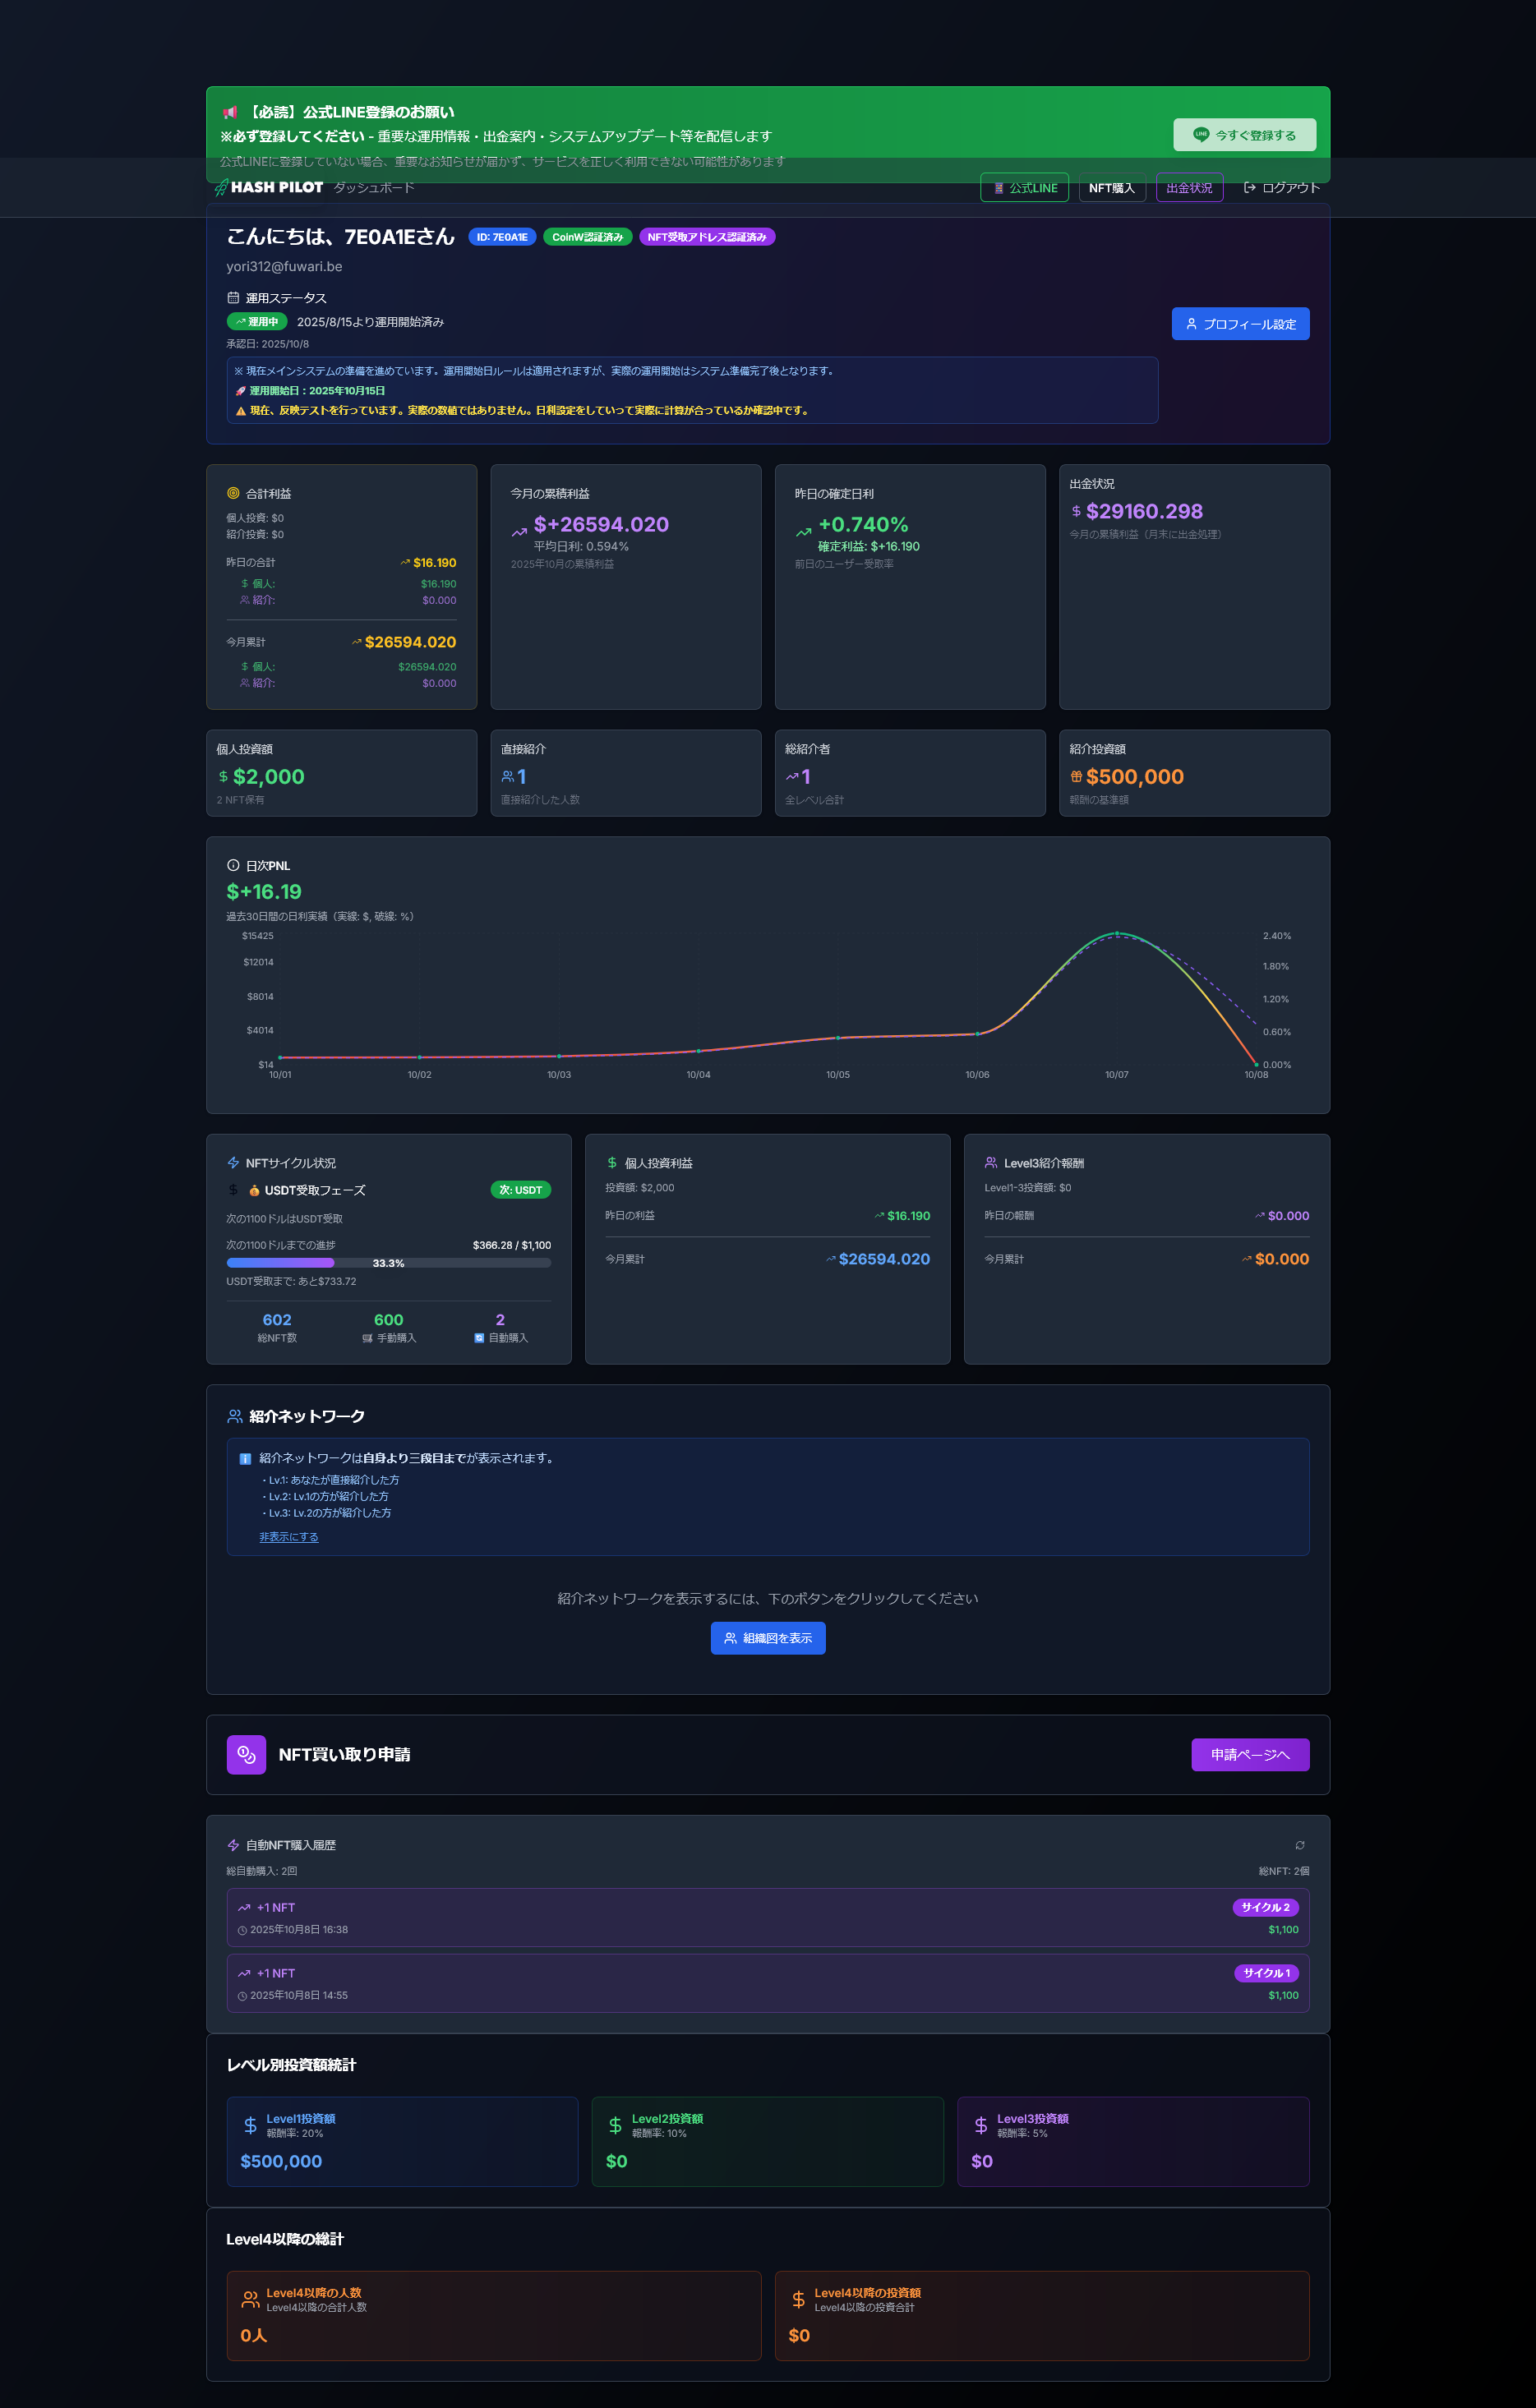 📢 【必読】公式LINE登録のお願い
※必ず登録してください - 重要な運用情報・出金案内・システムアップデート等を配信します
公式LINEに登録していない場合、重要なお知らせが届かず、サービスを正しく利用できない可能性があります
今すぐ登録する
HASH PILOT ダッシュボード
公式LINE NFT購入 出金状況 ログアウト
こんにちは、7E0A1Eさん ID: 7E0A1E CoinW認証済み NFT受取アドレス認証済み
yori312@fuwari.be
運用ステータス
運用中 2025/8/15より運用開始済み
承認日: 2025/10/8
プロフィール設定
※ 現在メインシステムの準備を進めています。運用開始日ルールは適用されますが、実際の運用開始はシステム準備完了後となります。
🚀 運用開始日：2025年10月15日
⚠️ 現在、反映テストを行っています。実際の数値ではありません。日利設定をしていって実際に計算が合っているか確認中です。
合計利益
個人投資: $0
紹介投資: $0
昨日の合計 $16.190
個人: $16.190
紹介: $0.000
今月累計 $26594.020
個人: $26594.020
紹介: $0.000
今月の累積利益
$+26594.020
平均日利: 0.594%
2025年10月の累積利益
昨日の確定日利
+0.740%
確定利益: $+16.190
前日のユーザー受取率
出金状況
$29160.298
今月の累積利益（月末に出金処理）
個人投資額
$2,000
2 NFT保有
直接紹介
1
直接紹介した人数
総紹介者
1
全レベル合計
紹介投資額
$500,000
報酬の基準額
日次PNL
$+16.19
過去30日間の日利実績（実線: $, 破線: %）
$15425
$12014
$8014
$4014
$14
2.40%
1.80%
1.20%
0.60%
0.00%
10/01 10/02 10/03 10/04 10/05 10/06 10/07 10/08
NFTサイクル状況
💰 USDT受取フェーズ 次: USDT
次の1100ドルはUSDT受取
次の1100ドルまでの進捗 $366.28 / $1,100
33.3%
USDT受取まで: あと$733.72
602 600 2
総NFT数 🛒 手動購入 🔄 自動購入
個人投資利益
投資額: $2,000
昨日の利益 $16.190
今月累計 $26594.020
Level3紹介報酬
Level1-3投資額: $0
昨日の報酬 $0.000
今月累計 $0.000
紹介ネットワーク
ℹ️ 紹介ネットワークは自身より三段目までが表示されます。
・Lv.1: あなたが直接紹介した方
・Lv.2: Lv.1の方が紹介した方
・Lv.3: Lv.2の方が紹介した方
非表示にする
紹介ネットワークを表示するには、下のボタンをクリックしてください
組織図を表示
NFT買い取り申請 申請ページへ
自動NFT購入履歴
総自動購入: 2回 総NFT: 2個
+1 NFT サイクル 2
2025年10月8日 16:38 $1,100
+1 NFT サイクル 1
2025年10月8日 14:55 $1,100
レベル別投資額統計
Level1投資額
報酬率: 20%
$500,000
Level2投資額
報酬率: 10%
$0
Level3投資額
報酬率: 5%
$0
Level4以降の総計
Level4以降の人数
Level4以降の合計人数
0人
Level4以降の投資額
Level4以降の投資合計
$0